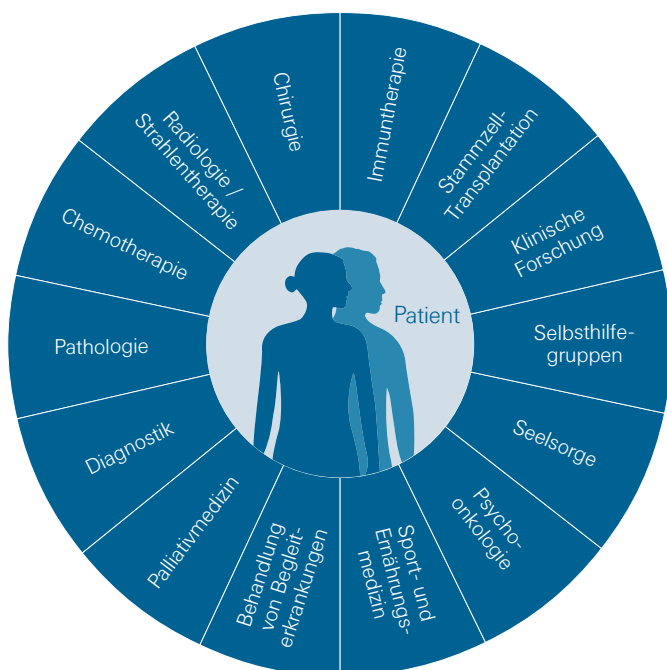 Immuntherapie
Stammzell-
Transplantation
Klinische
Forschung
Selbsthilfe-
gruppen
Seelsorge
Psycho-
onkologie
Sport- und
Ernährungs-
medizin
Behandlung
von Begleit-
erkrankungen
Palliativmedizin
Diagnostik
Pathologie
Chemotherapie
Radiologie /
Strahlentherapie
Chirurgie
Patient